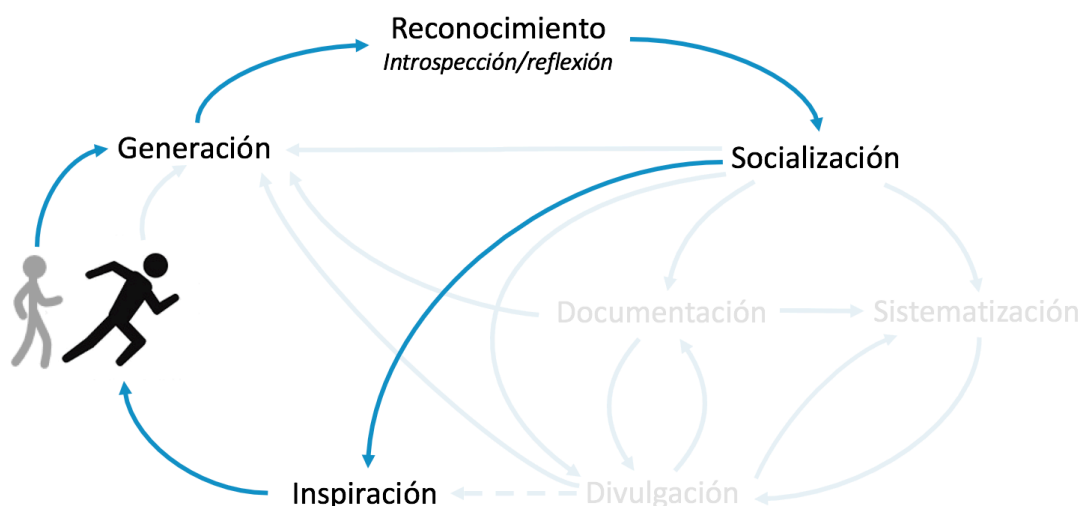 Reconocimiento
Introspección/reflexión
Generación
Socialización
Documentación
Sistematización
Inspiración
Divulgación